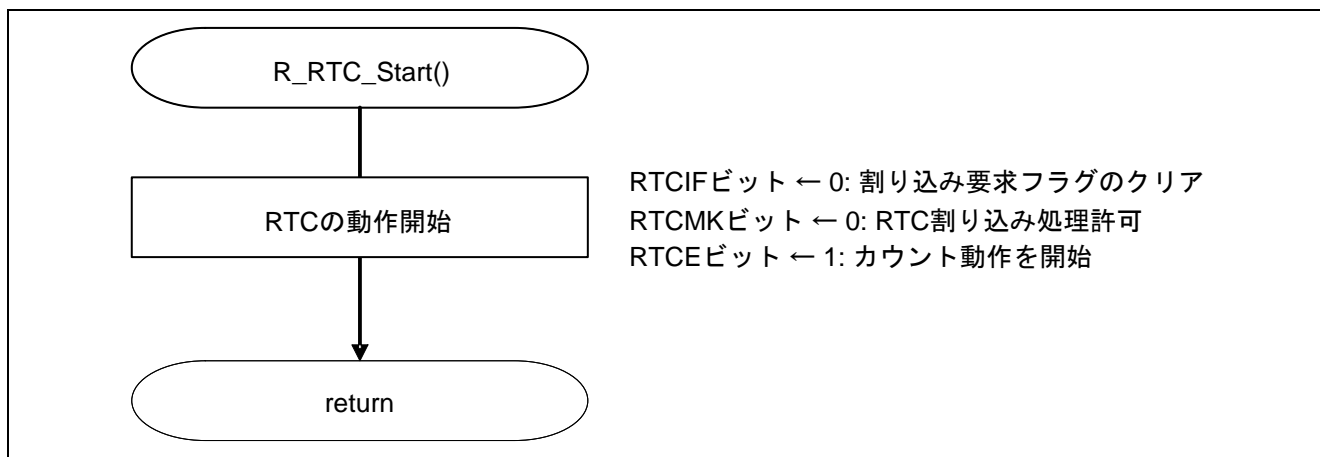 R_RTC_Start()
RTCの動作開始
RTCIFビット ← 0: 割り込み要求フラグのクリア
RTCMKビット ← 0: RTC割り込み処理許可
RTCEビット ← 1: カウント動作を開始
return